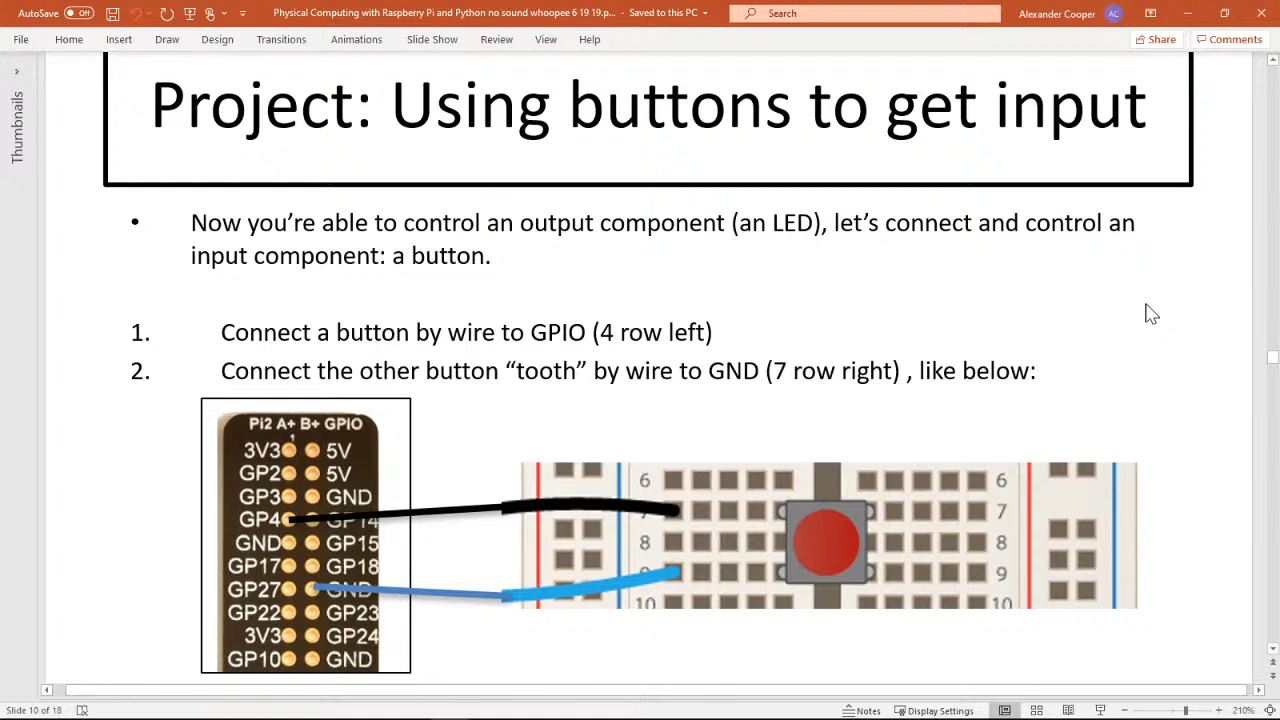 AutoSave Off Physical Computing with Raspberry Pi and Python no sound whoopee 6 19 19.p... – Saved to this PC Search Alexander Cooper AC
File Home Insert Draw Design Transitions Animations Slide Show Review View Help Share Comments
Thumbnails
Project: Using buttons to get input
• Now you're able to control an output component (an LED), let's connect and control an
input component: a button.
1. Connect a button by wire to GPIO (4 row left)
2. Connect the other button "tooth" by wire to GND (7 row right) , like below:
Pi2 A+ B+ GPIO
1
3V3 5V
GP2 5V
GP3 GND
GP4 GP14
GND GP15
GP17 GP18
GP27 GND
GP22 GP23
3V3 GP24
GP10 GND
6 6
7 7
8 8
9 9
10 10
Slide 10 of 18 Notes Display Settings 210%